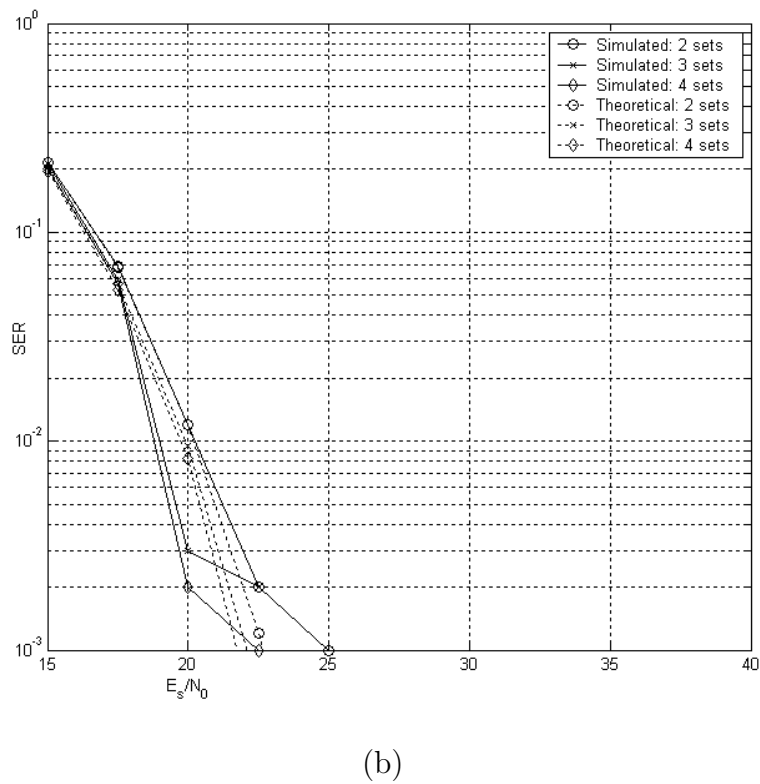 10^0
Simulated: 2 sets
Simulated: 3 sets
Simulated: 4 sets
Theoretical: 2 sets
Theoretical: 3 sets
Theoretical: 4 sets
10^-1
SER
10^-2
10^-3
15 20 25 30 35 40
E_s/N_0
(b)